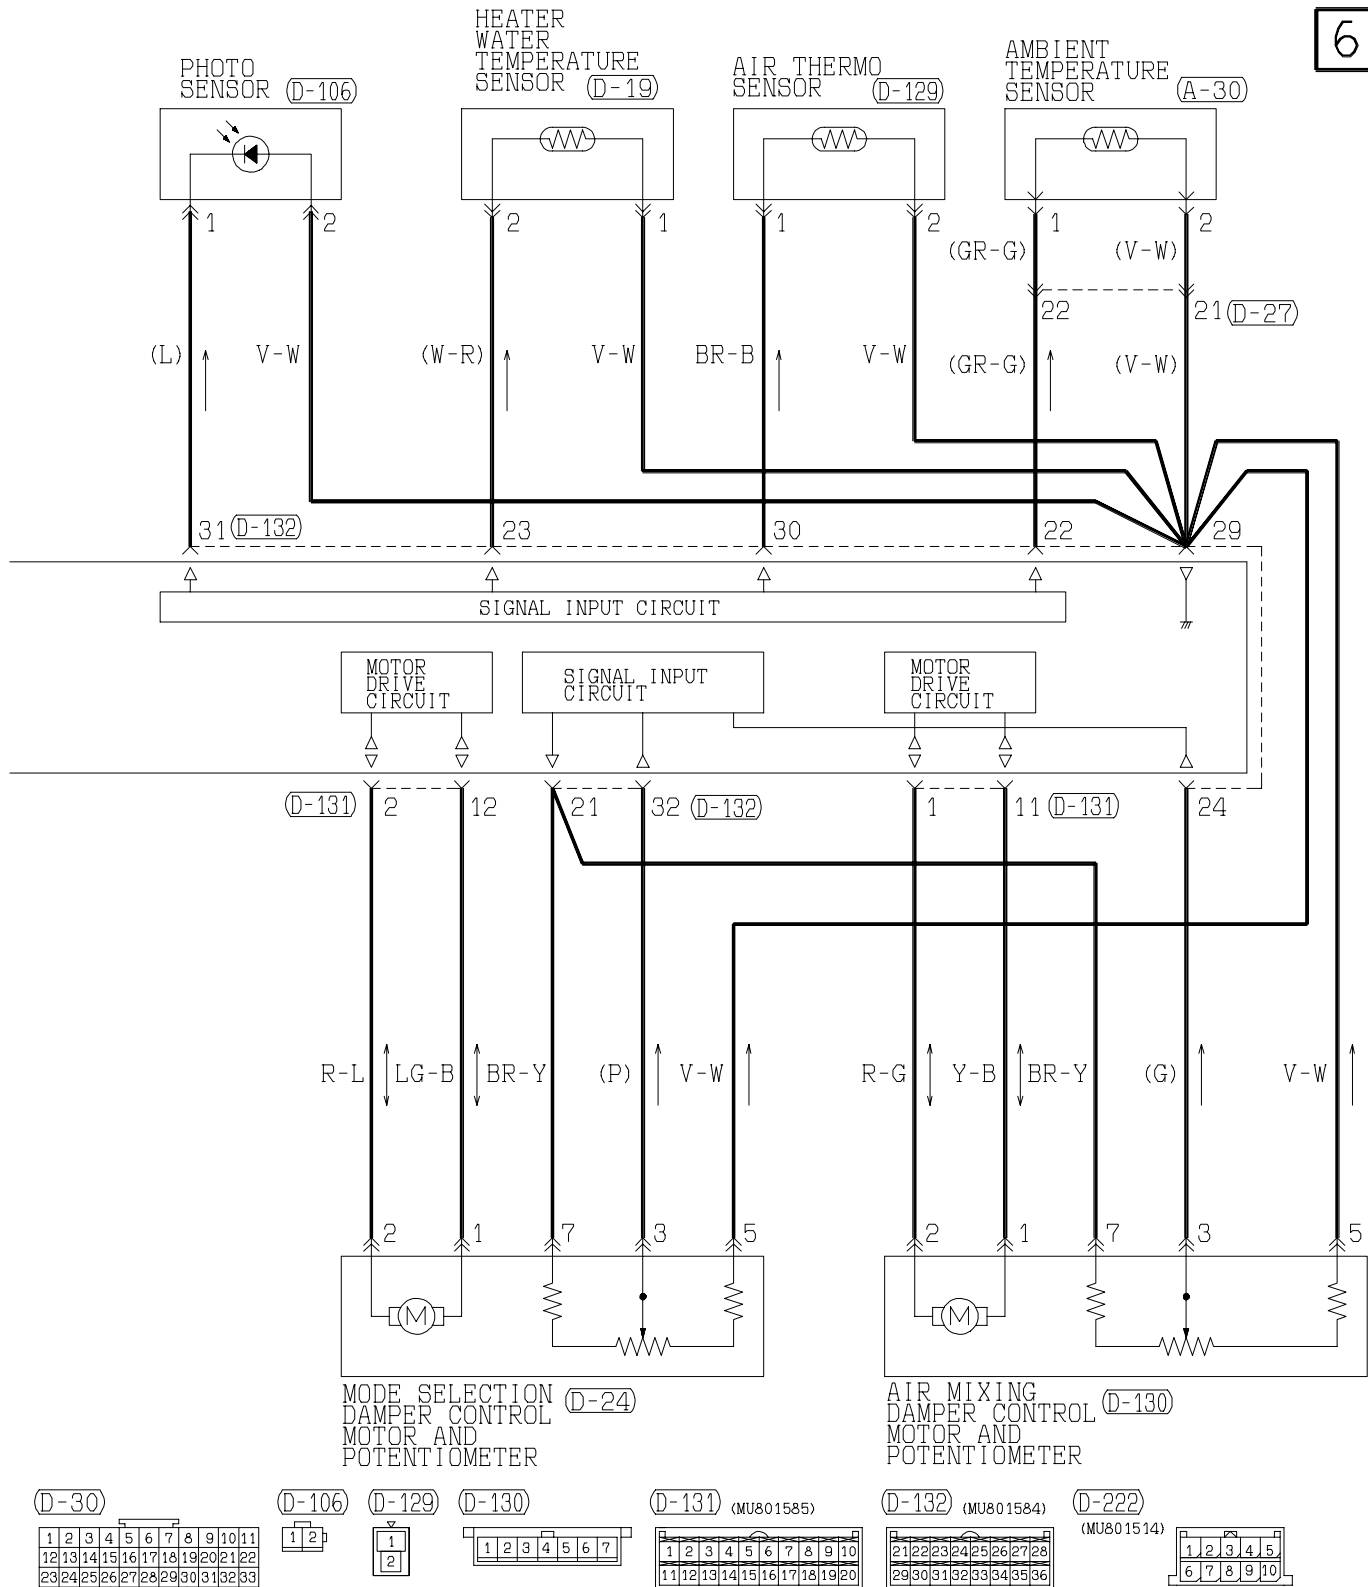 6
PHOTO
SENSOR (D-106)
HEATER
WATER
TEMPERATURE
SENSOR (D-19)
AIR THERMO
SENSOR (D-129)
AMBIENT
TEMPERATURE
SENSOR (A-30)
1 2 2 1 1 2 1 2
(GR-G) (V-W)
22 21 (D-27)
(L) V-W (W-R) V-W BR-B V-W (GR-G) (V-W)
31 (D-132) 23 30 22 29
SIGNAL INPUT CIRCUIT
MOTOR
DRIVE
CIRCUIT
SIGNAL INPUT
CIRCUIT
MOTOR
DRIVE
CIRCUIT
(D-131) 2 12 21 32 (D-132) 1 11 (D-131) 24
R-L LG-B BR-Y (P) V-W R-G Y-B BR-Y (G) V-W
2 1 7 3 5 2 1 7 3 5
M M
MODE SELECTION
DAMPER CONTROL
MOTOR AND
POTENTIOMETER
(D-24)
AIR MIXING
DAMPER CONTROL
MOTOR AND
POTENTIOMETER
(D-130)
(D-30)
1 2 3 4 5 6 7 8 9 10 11
12 13 14 15 16 17 18 19 20 21 22
23 24 25 26 27 28 29 30 31 32 33
(D-106)
1 2
(D-129)
1
2
(D-130)
1 2 3 4 5 6 7
(D-131) (MU801585)
1 2 3 4 5 6 7 8 9 10
11 12 13 14 15 16 17 18 19 20
(D-132) (MU801584)
21 22 23 24 25 26 27 28
29 30 31 32 33 34 35 36
(D-222)
(MU801514)
1 2 3 4 5
6 7 8 9 10